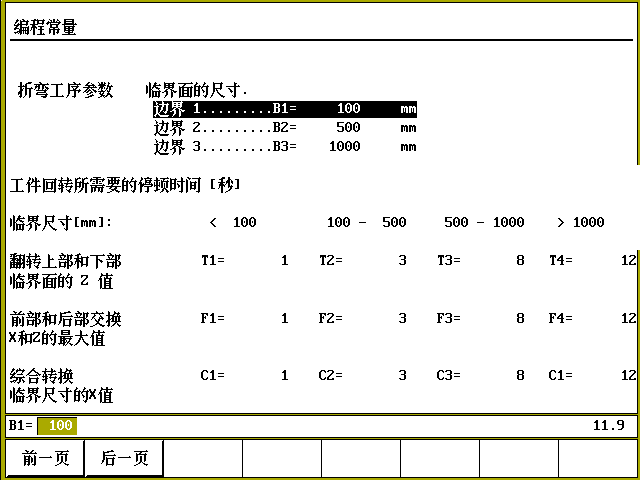 编程常量
折弯工序参数 临界面的尺寸.
边界 1.........B1= 100 mm
边界 2.........B2= 500 mm
边界 3.........B3= 1000 mm
工件回转所需要的停顿时间 [秒]
临界尺寸[mm]: < 100 100 - 500 500 - 1000 > 1000
翻转上部和下部 T1= 1 T2= 3 T3= 8 T4= 12
临界面的 Z 值
前部和后部交换 F1= 1 F2= 3 F3= 8 F4= 12
X和Z的最大值
综合转换 C1= 1 C2= 3 C3= 8 C1= 12
临界尺寸的X值
B1= 100 11.9
前一页 后一页